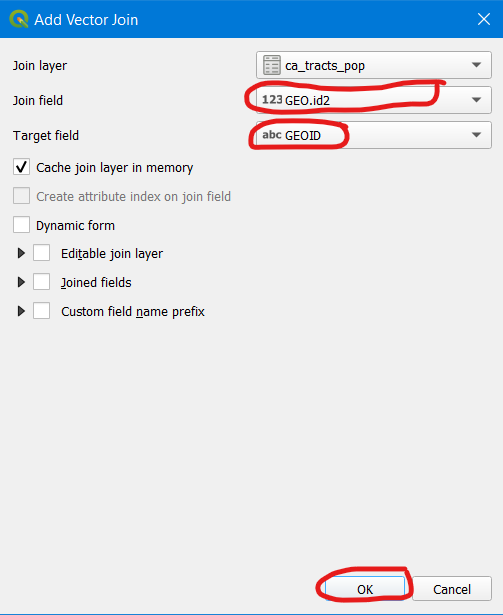 Add Vector Join
Join layer ca_tracts_pop
Join field 123 GEO.id2
Target field abc GEOID
Cache join layer in memory
Create attribute index on join field
Dynamic form
Editable join layer
Joined fields
Custom field name prefix
OK Cancel